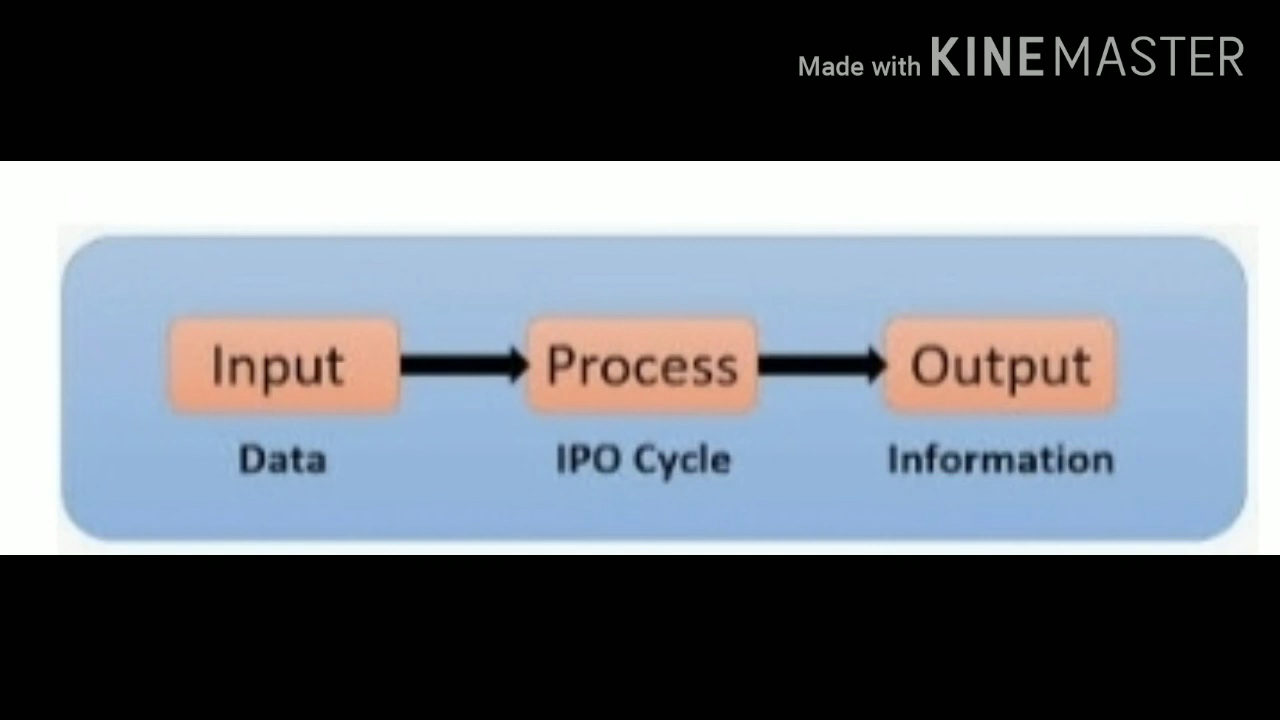 Made with KINEMASTER
Input Process Output
Data IPO Cycle Information